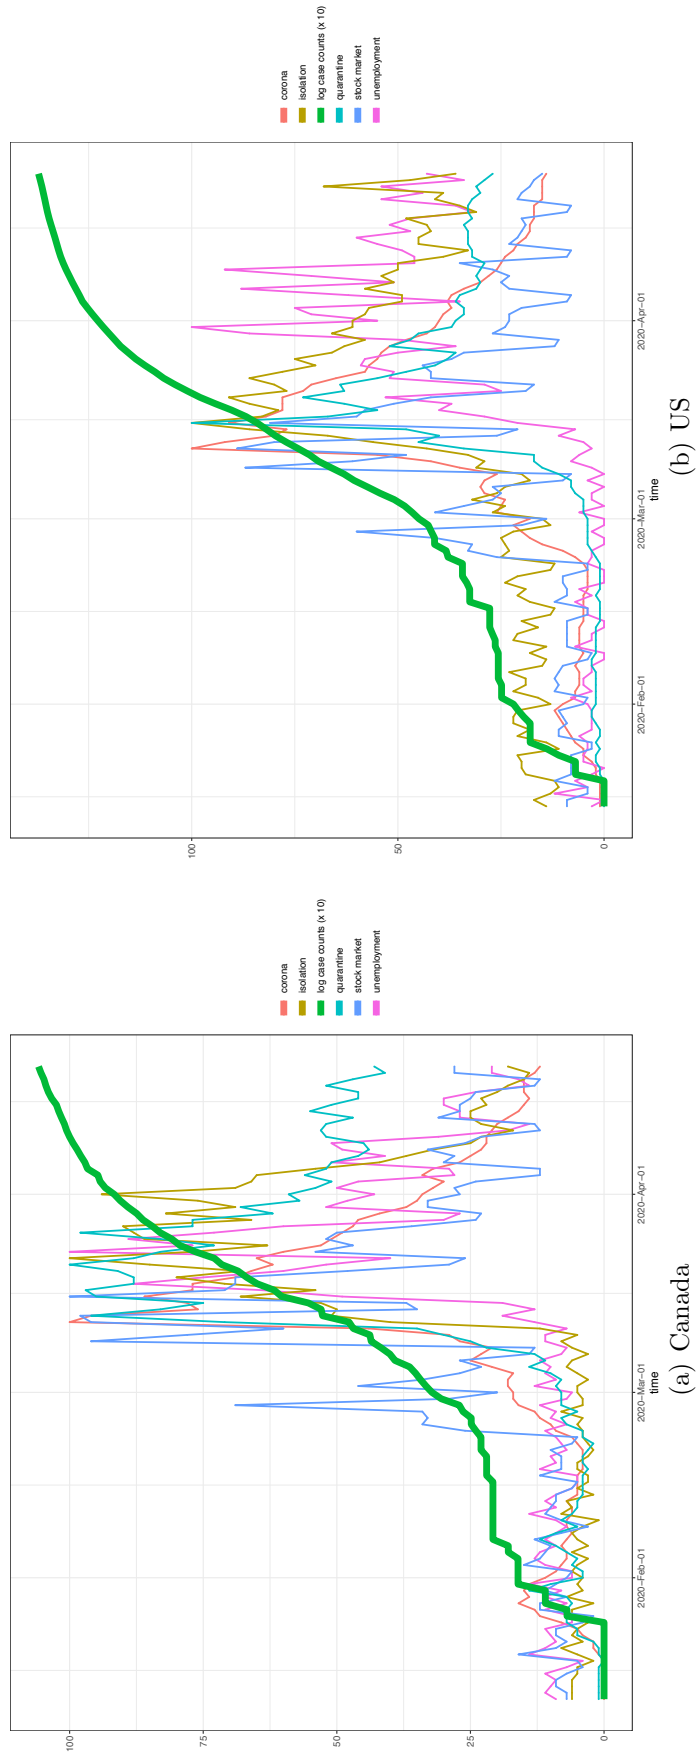 100
75
50
25
0
2020−Feb−01
2020−Mar−01
2020−Apr−01
time
corona
isolation
log case counts (x 10)
quarantine
stock market
unemployment
(a) Canada
100
50
0
2020−Feb−01
2020−Mar−01
2020−Apr−01
time
corona
isolation
log case counts (x 10)
quarantine
stock market
unemployment
(b) US